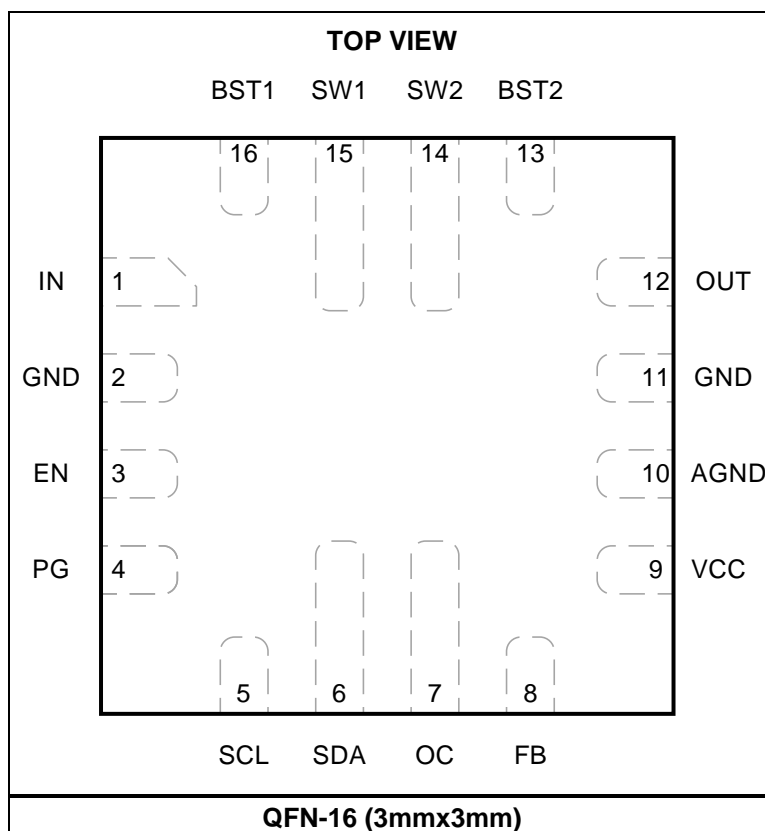 TOP VIEW
BST1 SW1 SW2 BST2
16 15 14 13
IN 1 12 OUT
GND 2 11 GND
EN 3 10 AGND
PG 4 9 VCC
5 6 7 8
SCL SDA OC FB
QFN-16 (3mmx3mm)